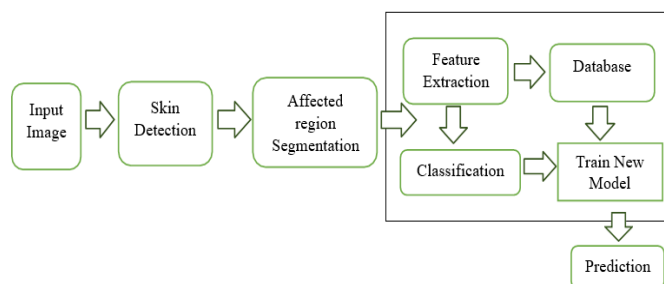 Input
Image
Skin
Detection
Affected
region
Segmentation
Feature
Extraction
Database
Classification
Train New
Model
Prediction